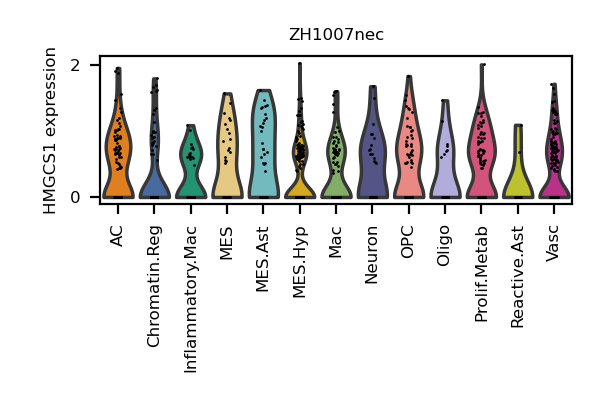 ZH1007nec
HMGCS1 expression
2
0
AC
Chromatin.Reg
Inflammatory.Mac
MES
MES.Ast
MES.Hyp
Mac
Neuron
OPC
Oligo
Prolif.Metab
Reactive.Ast
Vasc